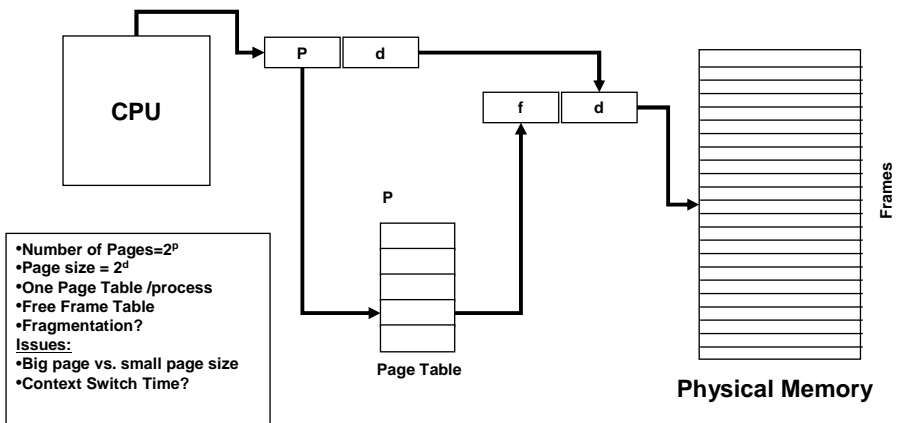 P d
CPU
f d
Frames
P
•Number of Pages=2ᵖ
•Page size = 2ᵈ
•One Page Table /process
•Free Frame Table
•Fragmentation?
Issues:
•Big page vs. small page size
•Context Switch Time?
Page Table
Physical Memory